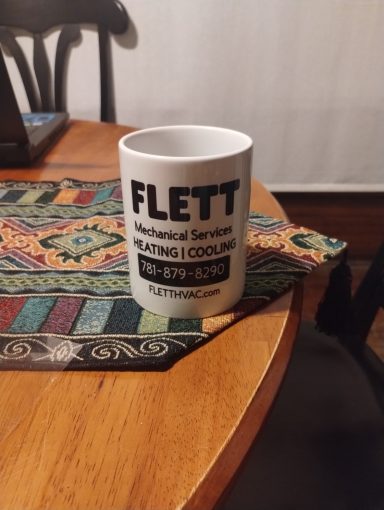 FLETT
Mechanical Services
HEATING | COOLING
781-879-8290
FLETTHVAC.com